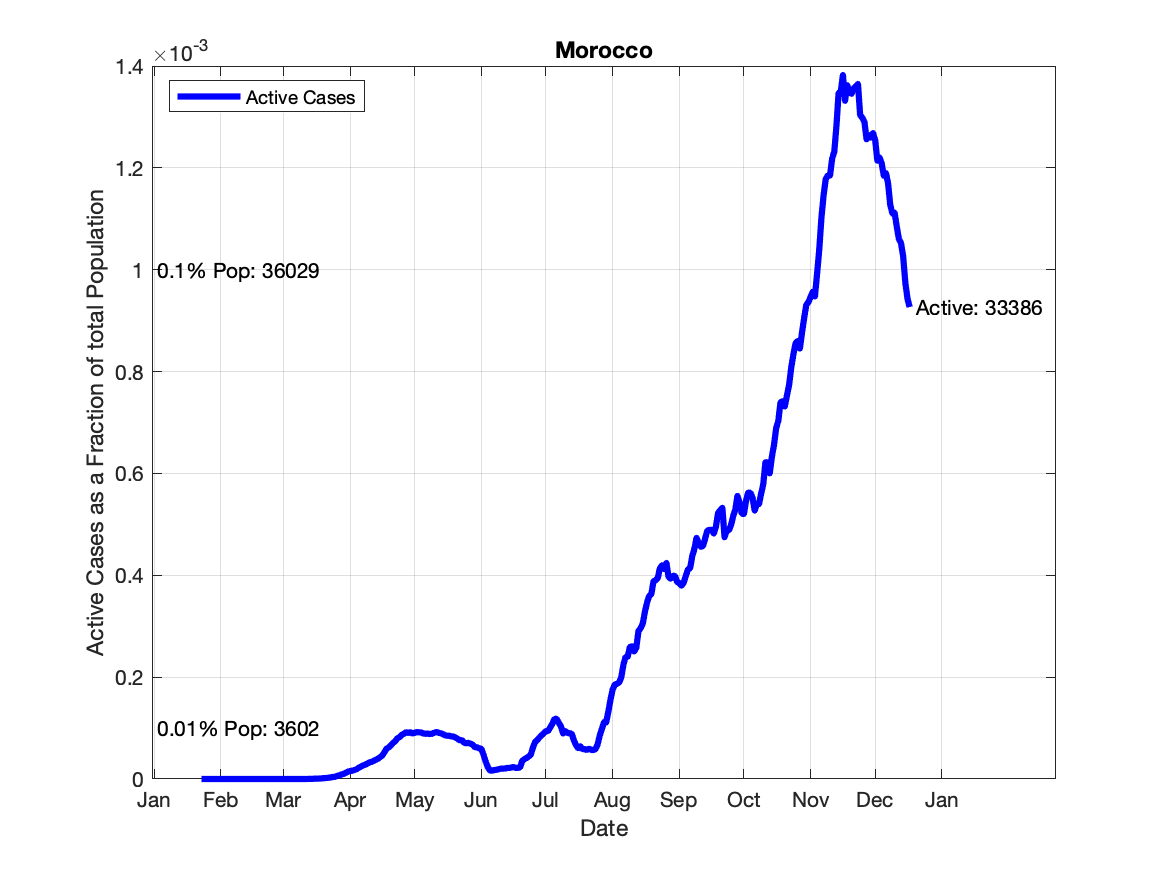 Morocco
×10-3
1.4
Active Cases
1.2
1
0.1% Pop: 36029
Active: 33386
0.8
0.6
0.4
0.2
0.01% Pop: 3602
0
Active Cases as a Fraction of total Population
Jan Feb Mar Apr May Jun Jul Aug Sep Oct Nov Dec Jan
Date